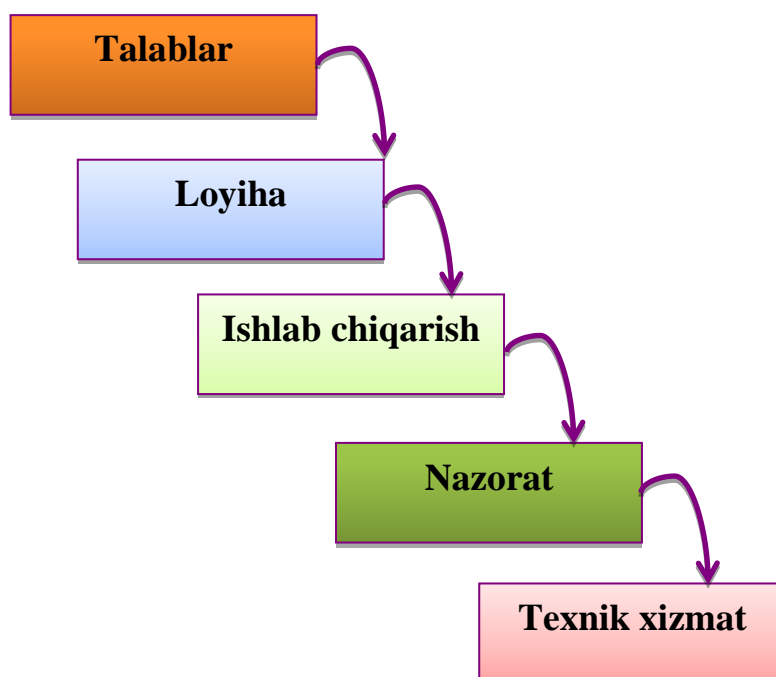 Talablar
Loyiha
Ishlab chiqarish
Nazorat
Texnik xizmat